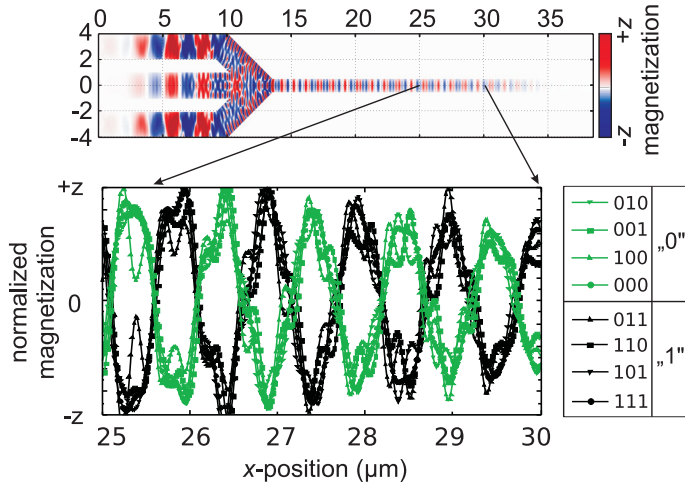 0 5 10 15 20 25 30 35
4
2
0
-2
-4
+z
-z
magnetization
+z
0
-z
normalized
magnetization
25 26 27 28 29 30
x-position (µm)
010
001
100
000
„0"
011
110
101
111
„1"